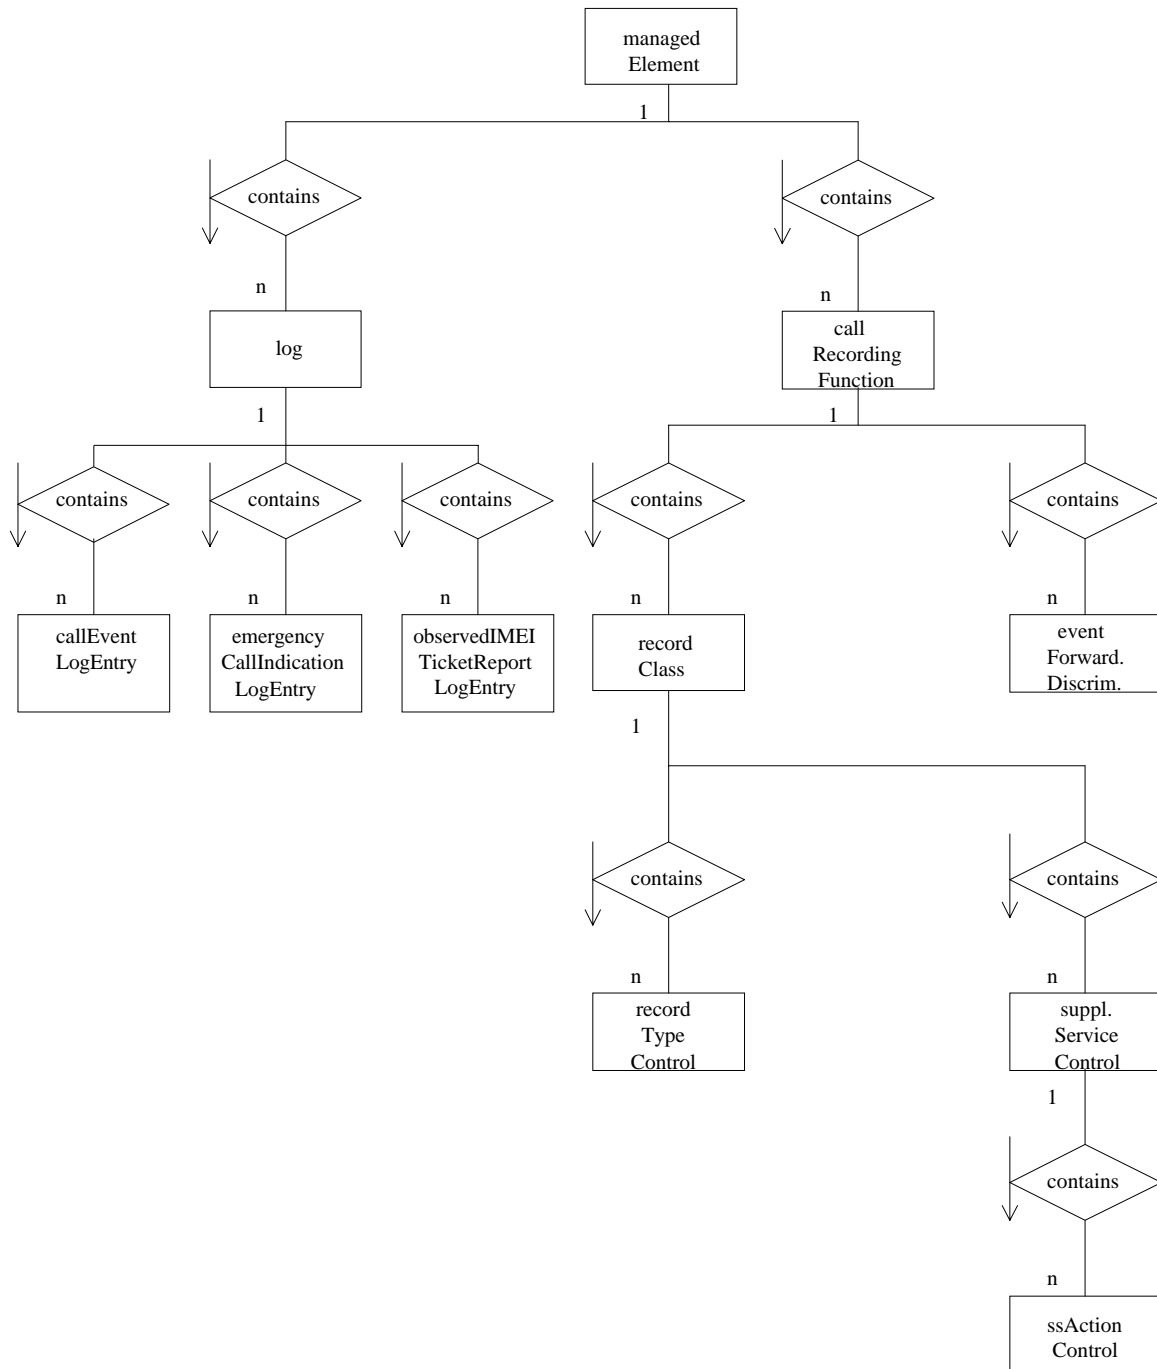 managed
Element
1
contains
contains
n
n
log
call
Recording
Function
1
1
contains
contains
contains
contains
contains
n
n
n
n
n
callEvent
LogEntry
emergency
CallIndication
LogEntry
observedIMEI
TicketReport
LogEntry
record
Class
event
Forward.
Discrim.
1
contains
contains
n
n
record
Type
Control
suppl.
Service
Control
1
contains
n
ssAction
Control